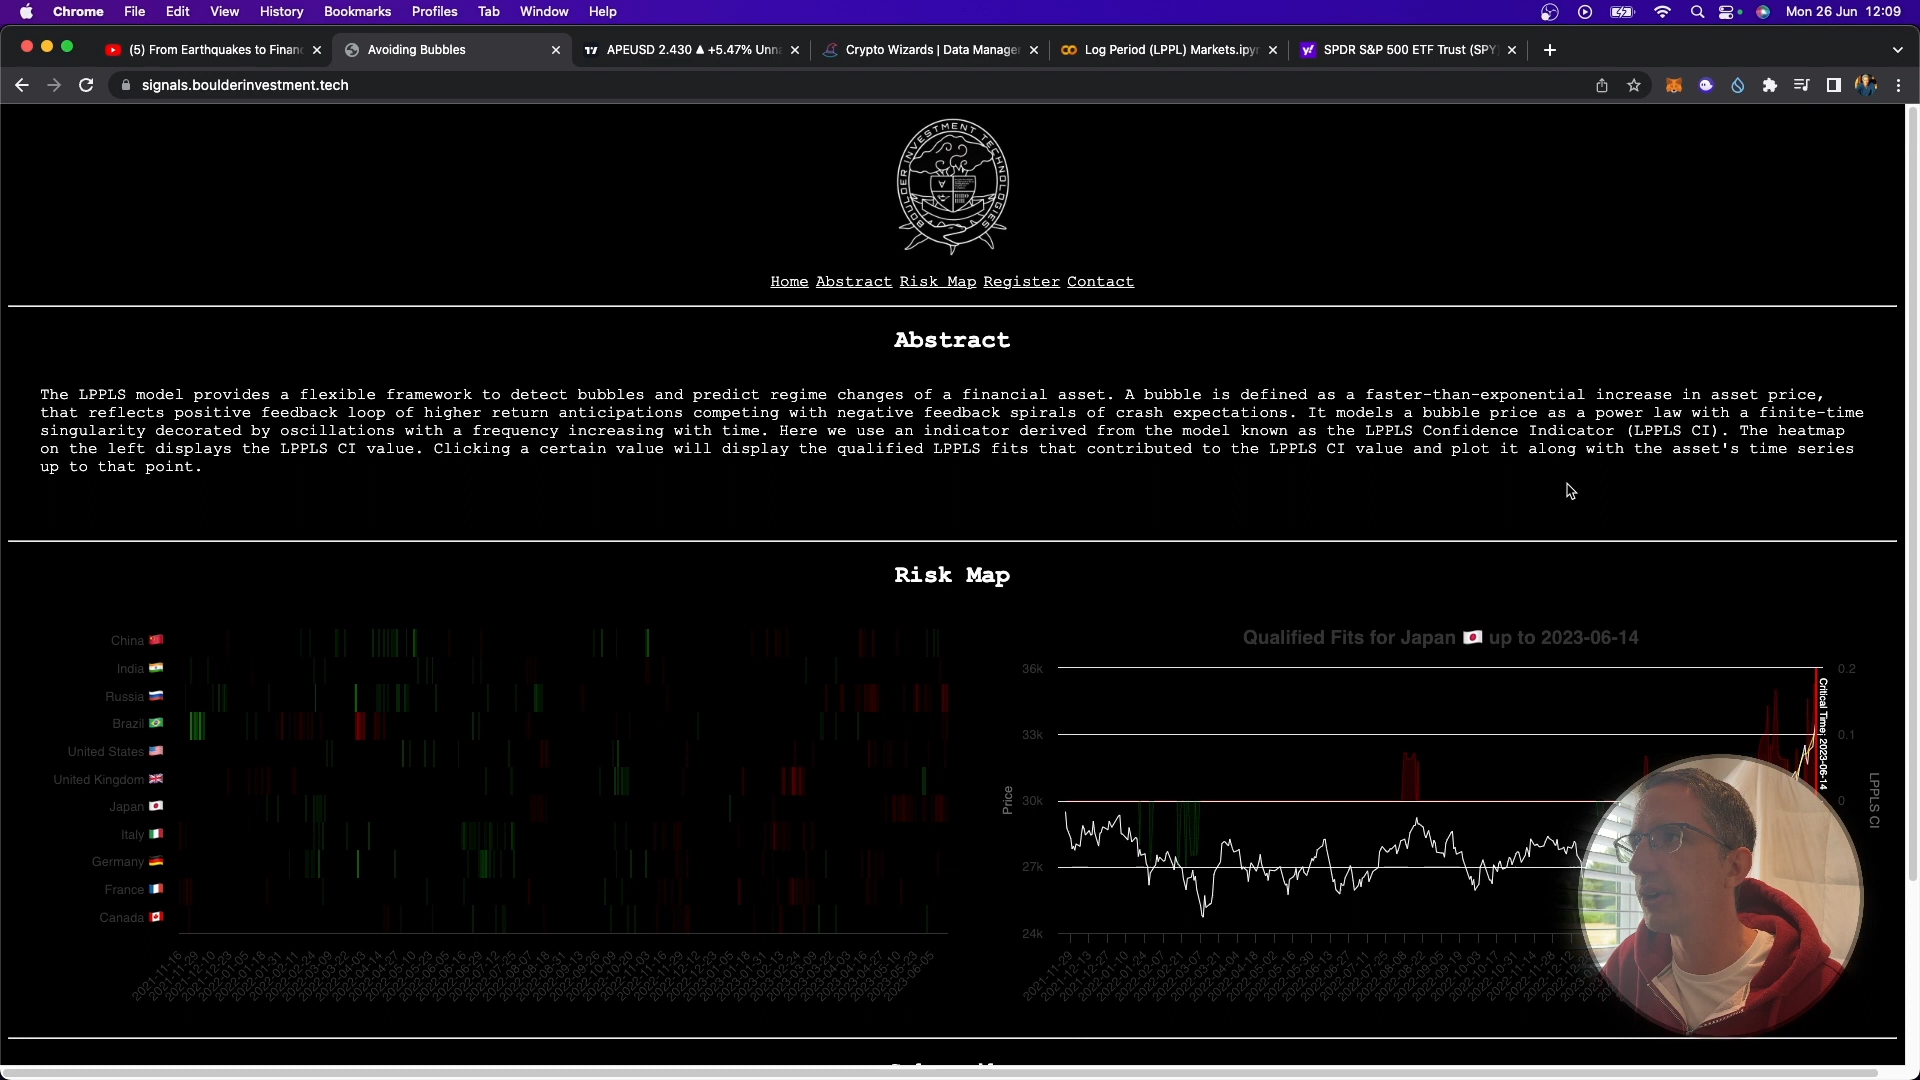 Chrome File Edit View History Bookmarks Profiles Tab Window Help Mon 26 Jun 12:09
(5) From Earthquakes to Finan
Avoiding Bubbles
APEUSD 2.430 ▲ +5.47% Unn
Crypto Wizards | Data Manage
Log Period (LPPL) Markets.ipy
SPDR S&P 500 ETF Trust (SPY
signals.boulderinvestment.tech
BOULDER INVESTMENT TECHNOLOGIES
Home Abstract Risk Map Register Contact
Abstract
The LPPLS model provides a flexible framework to detect bubbles and predict regime changes of a financial asset. A bubble is defined as a faster-than-exponential increase in asset price,
that reflects positive feedback loop of higher return anticipations competing with negative feedback spirals of crash expectations. It models a bubble price as a power law with a finite-time
singularity decorated by oscillations with a frequency increasing with time. Here we use an indicator derived from the model known as the LPPLS Confidence Indicator (LPPLS CI). The heatmap
on the left displays the LPPLS CI value. Clicking a certain value will display the qualified LPPLS fits that contributed to the LPPLS CI value and plot it along with the asset's time series
up to that point.
Risk Map
China
India
Russia
Brazil
United States
United Kingdom
Japan
Italy
Germany
France
Canada
Qualified Fits for Japan up to 2023-06-14
36k
33k
30k
27k
24k
Price
0.2
0.1
0
LPPLS CI
Critical Time: 2023-06-14